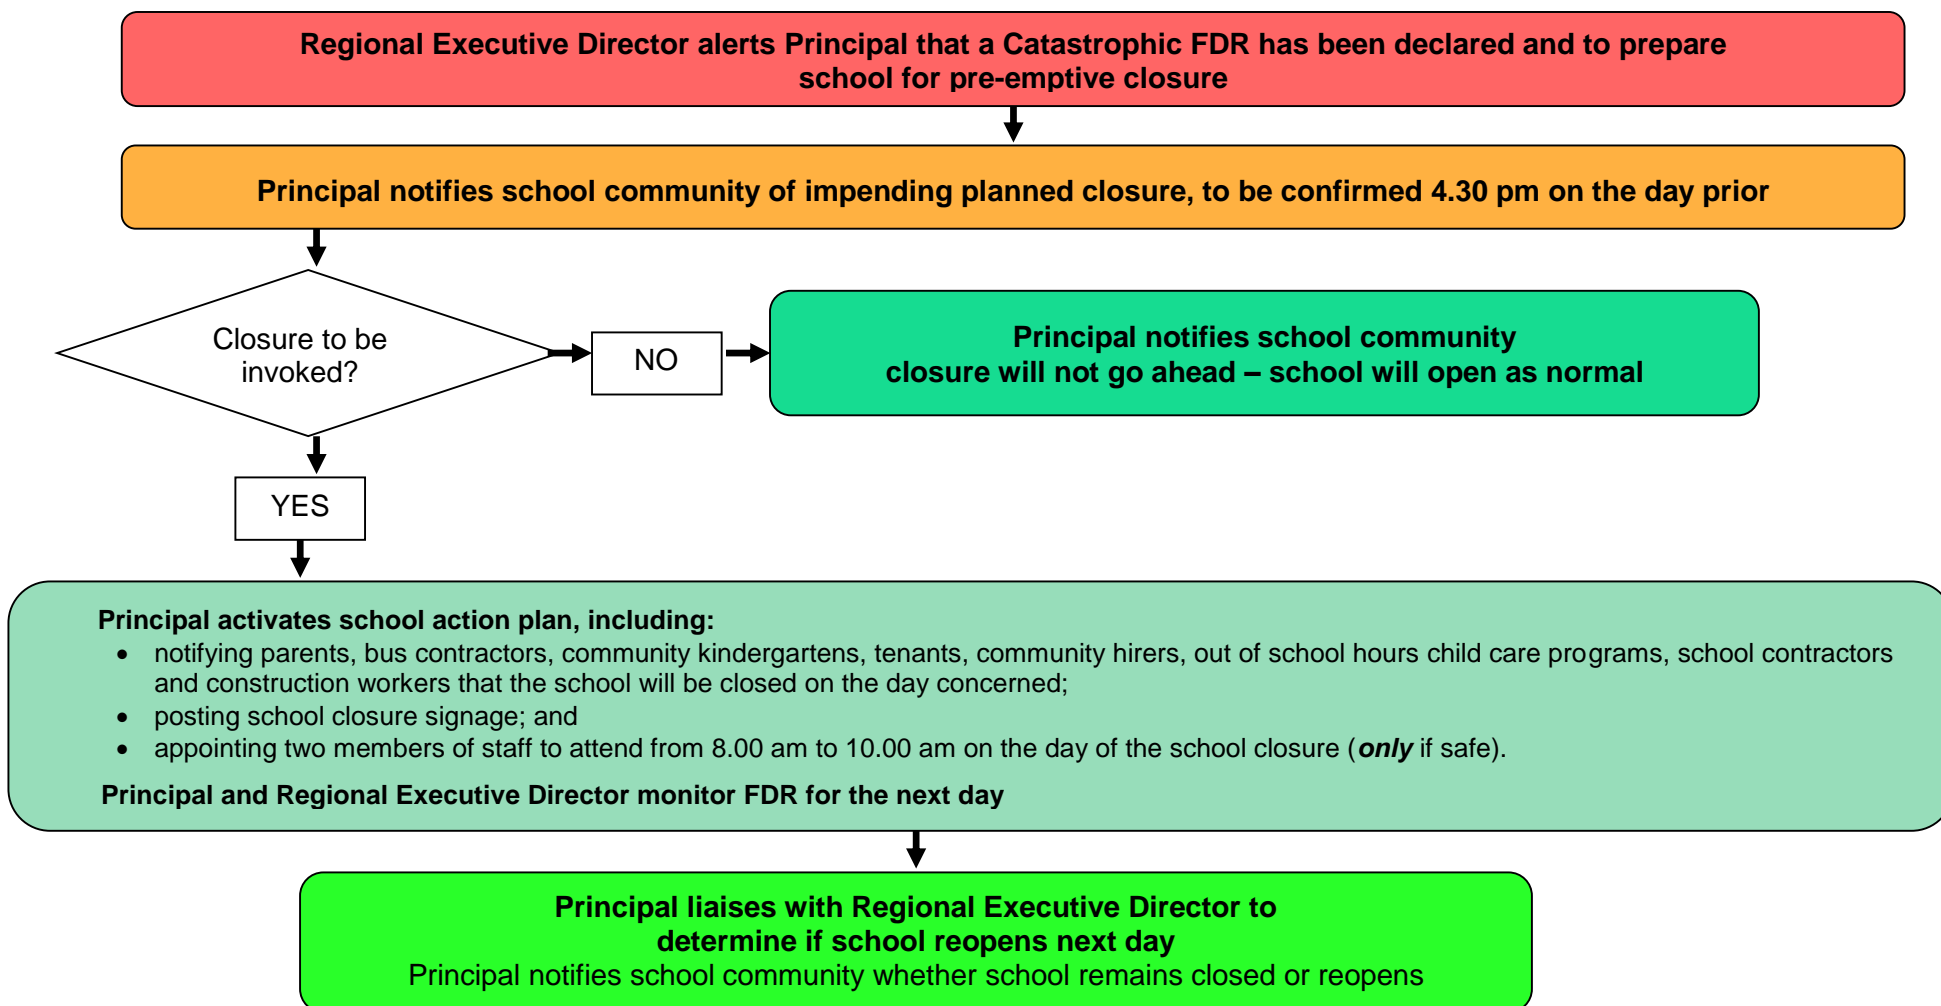 Regional Executive Director alerts Principal that a Catastrophic FDR has been declared and to prepare
school for pre-emptive closure
Principal notifies school community of impending planned closure, to be confirmed 4.30 pm on the day prior
Closure to be
invoked?
NO
Principal notifies school community
closure will not go ahead – school will open as normal
YES
Principal activates school action plan, including:
• notifying parents, bus contractors, community kindergartens, tenants, community hirers, out of school hours child care programs, school contractors
and construction workers that the school will be closed on the day concerned;
• posting school closure signage; and
• appointing two members of staff to attend from 8.00 am to 10.00 am on the day of the school closure (only if safe).
Principal and Regional Executive Director monitor FDR for the next day
Principal liaises with Regional Executive Director to
determine if school reopens next day
Principal notifies school community whether school remains closed or reopens